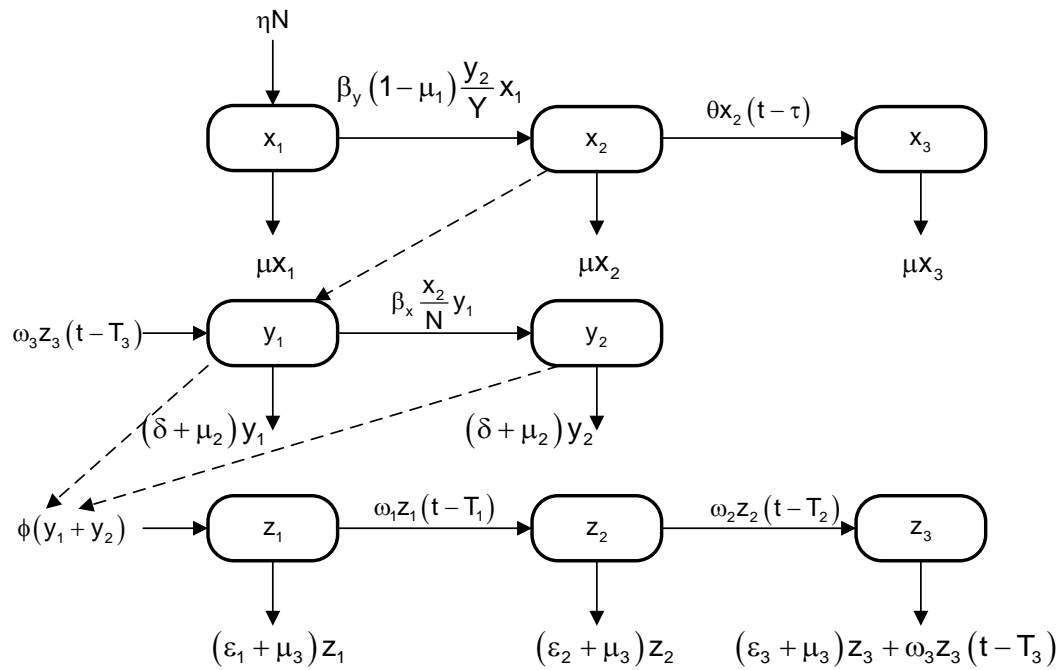 ηN
β_y (1 − μ_1) y_2/Y x_1
x_1
x_2
θx_2 (t − τ)
x_3
μx_1
μx_2
μx_3
ω_3z_3 (t − T_3)
y_1
β_x x_2/N y_1
y_2
(δ + μ_2) y_1
(δ + μ_2) y_2
ϕ(y_1 + y_2)
z_1
ω_1z_1 (t − T_1)
z_2
ω_2z_2 (t − T_2)
z_3
(ε_1 + μ_3) z_1
(ε_2 + μ_3) z_2
(ε_3 + μ_3) z_3 + ω_3z_3 (t − T_3)